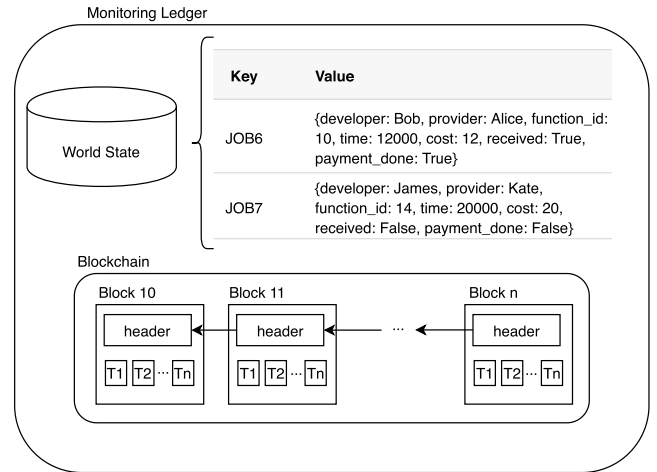 Monitoring Ledger
Key Value
World State
JOB6
{developer: Bob, provider: Alice, function_id:
10, time: 12000, cost: 12, received: True,
payment_done: True}
JOB7
{developer: James, provider: Kate,
function_id: 14, time: 20000, cost: 20,
received: False, payment_done: False}
Blockchain
Block 10 Block 11 Block n
header header ... header
T1 T2 ... Tn T1 T2 ... Tn T1 T2 ... Tn